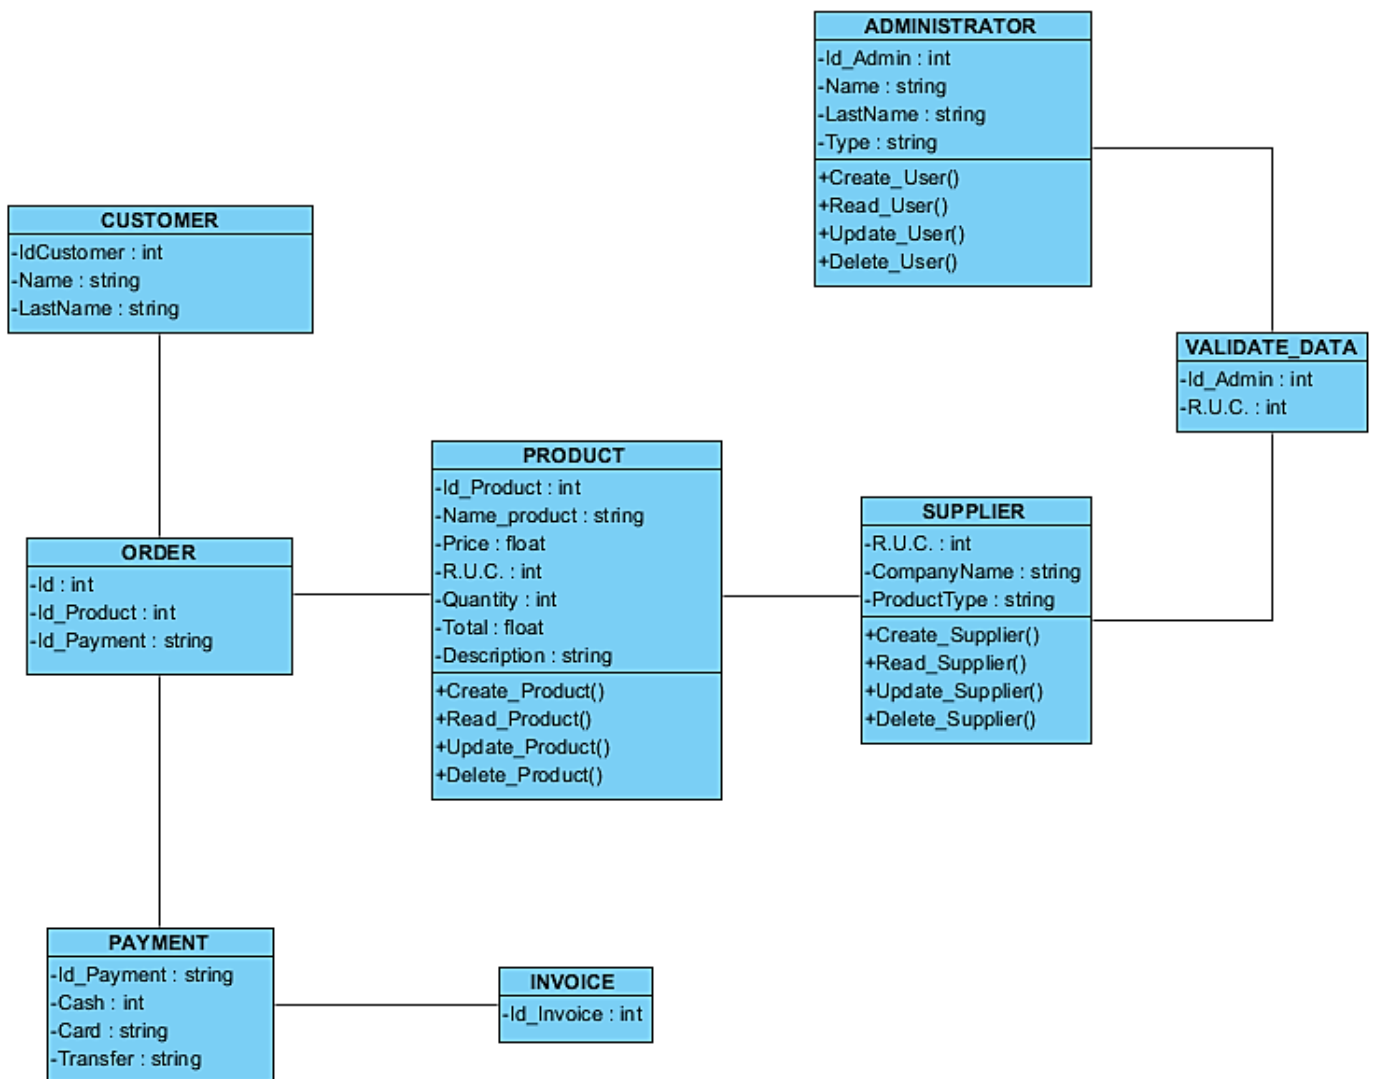 ADMINISTRATOR
-Id_Admin : int
-Name : string
-LastName : string
-Type : string
+Create_User()
+Read_User()
+Update_User()
+Delete_User()
CUSTOMER
-IdCustomer : int
-Name : string
-LastName : string
VALIDATE_DATA
-Id_Admin : int
-R.U.C. : int
PRODUCT
-Id_Product : int
-Name_product : string
-Price : float
-R.U.C. : int
-Quantity : int
-Total : float
-Description : string
+Create_Product()
+Read_Product()
+Update_Product()
+Delete_Product()
SUPPLIER
-R.U.C. : int
-CompanyName : string
-ProductType : string
+Create_Supplier()
+Read_Supplier()
+Update_Supplier()
+Delete_Supplier()
ORDER
-Id : int
-Id_Product : int
-Id_Payment : string
PAYMENT
-Id_Payment : string
-Cash : int
-Card : string
-Transfer : string
INVOICE
-Id_Invoice : int